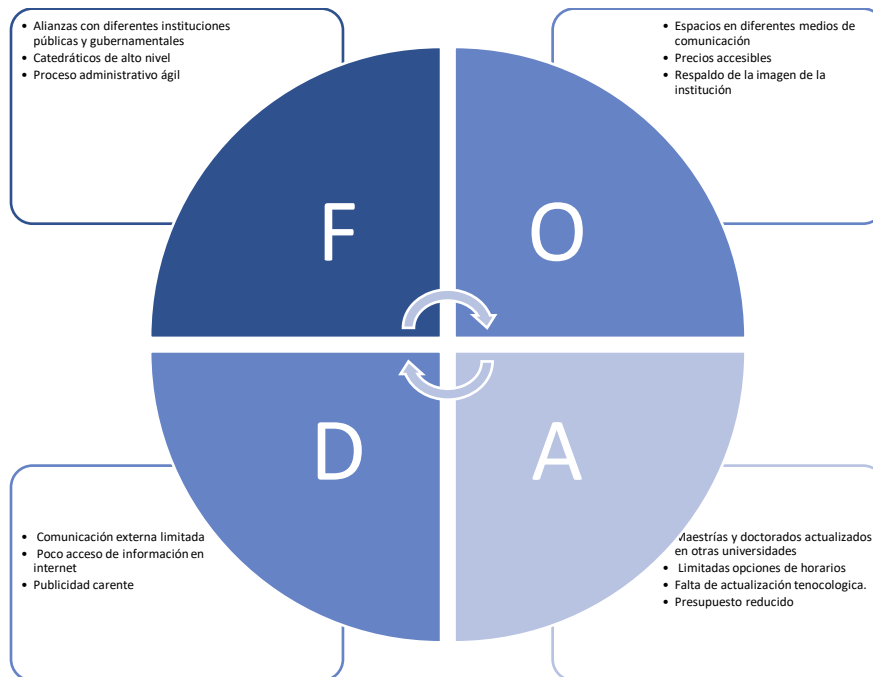 • Alianzas con diferentes instituciones
públicas y gubernamentales
• Catedráticos de alto nivel
• Proceso administrativo ágil
• Espacios en diferentes medios de
comunicación
• Precios accesibles
• Respaldo de la imagen de la
institución
F
O
D
A
• Comunicación externa limitada
• Poco acceso de información en
internet
• Publicidad carente
Maestrías y doctorados actualizados
en otras universidades
• Limitadas opciones de horarios
• Falta de actualización tenocologica.
• Presupuesto reducido